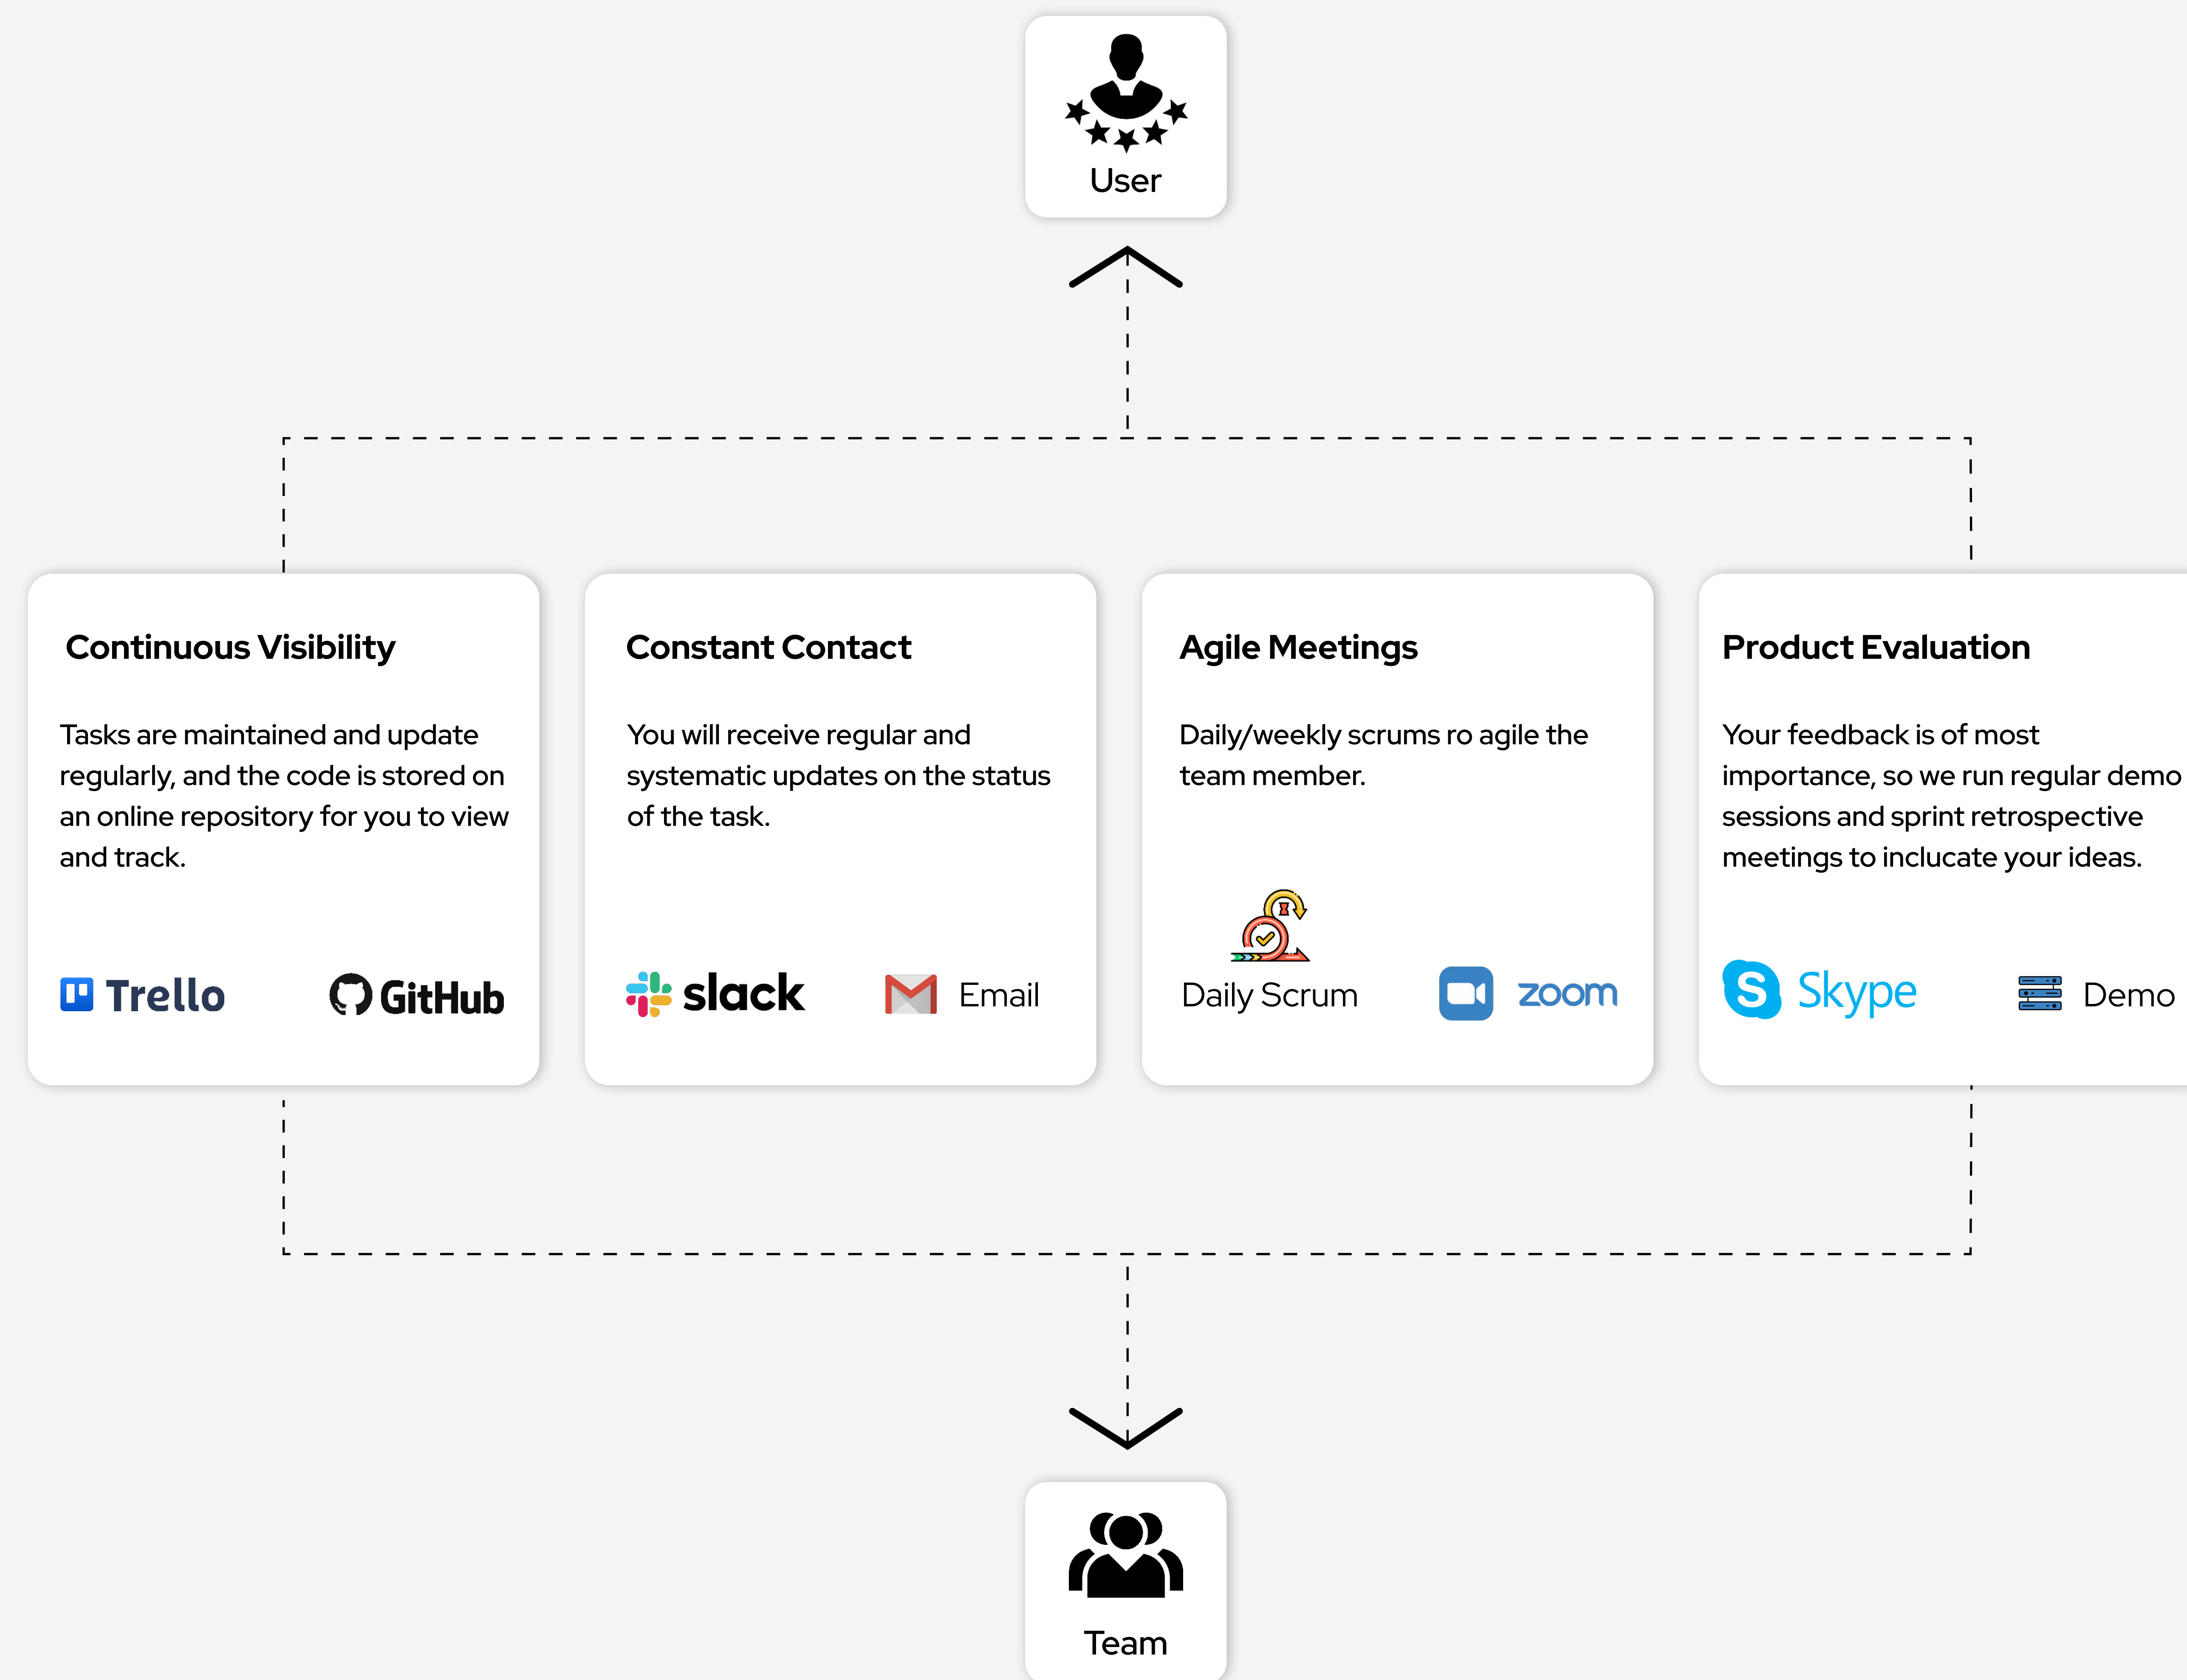 User
Continuous Visibility
Tasks are maintained and update
regularly, and the code is stored on
an online repository for you to view
and track.
Trello
GitHub
Constant Contact
You will receive regular and
systematic updates on the status
of the task.
slack
Email
Agile Meetings
Daily/weekly scrums ro agile the
team member.
Daily Scrum
zoom
Product Evaluation
Your feedback is of most
importance, so we run regular demo
sessions and sprint retrospective
meetings to inclucate your ideas.
Skype
Demo
Team